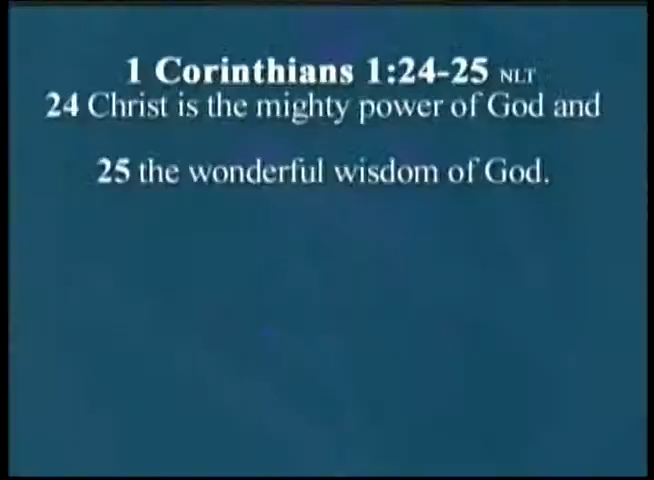 1 Corinthians 1:24-25 NLT
24 Christ is the mighty power of God and
25 the wonderful wisdom of God.